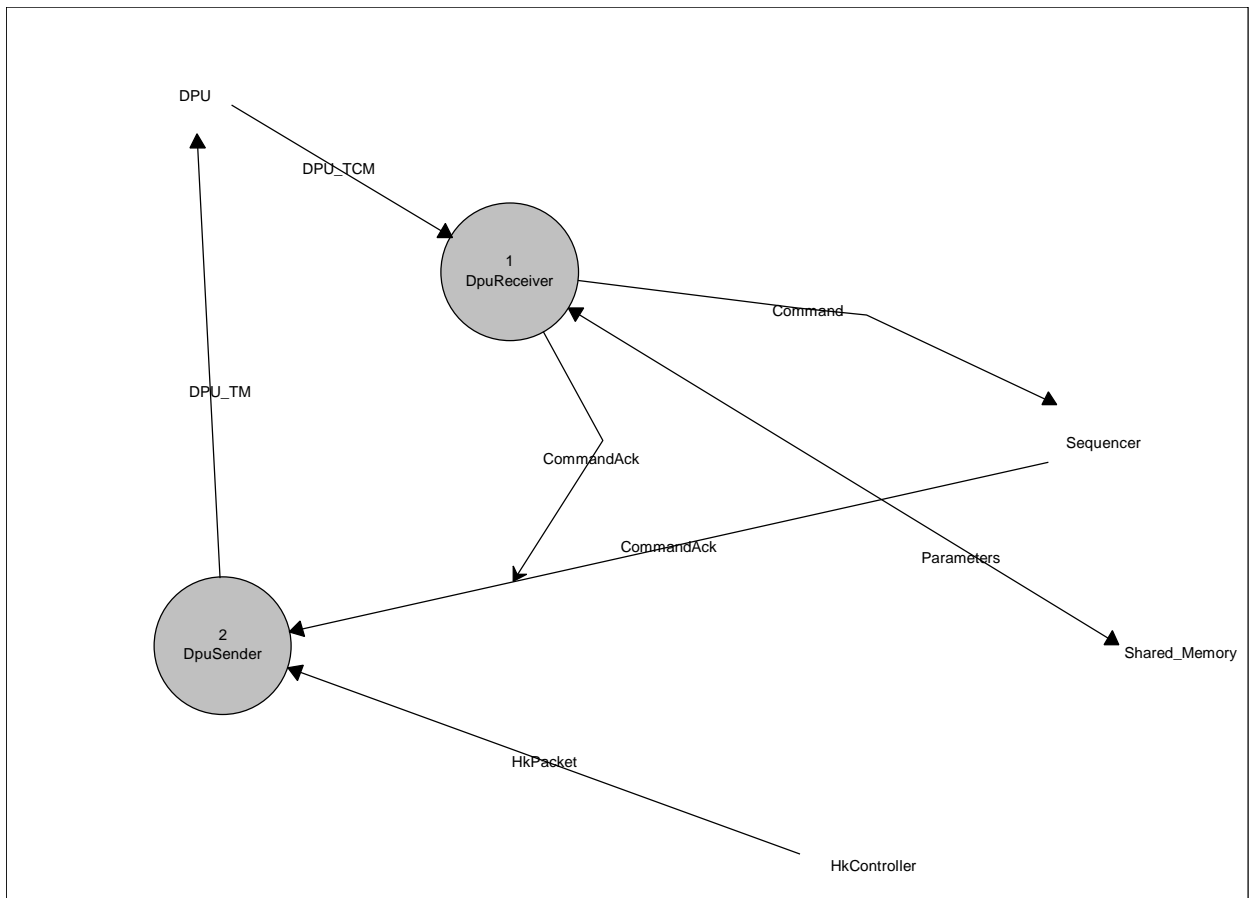 DPU
DPU_TCM
1
DpuReceiver
Command
DPU_TM
Sequencer
CommandAck
CommandAck
Parameters
2
DpuSender
Shared_Memory
HkPacket
HkController